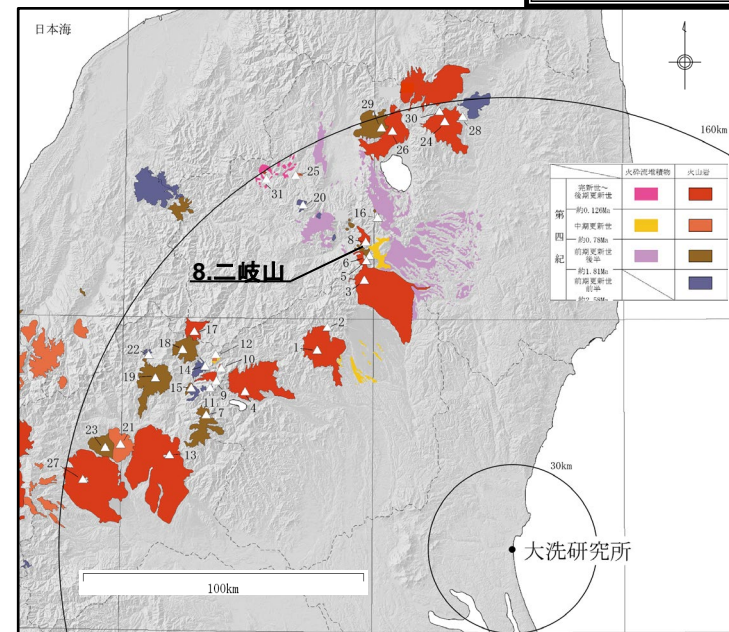 日本海
160km
火砕流堆積物
火山岩
第四紀
完新世～
後期更新世
約0.126Ma
中期更新世
約0.78Ma
前期更新世
後半
約1.81Ma
前期更新世
前半
約2.58Ma
29
30
24
28
26
25
31
20
16
8
8.二岐山
6
5
3
2
17
1
18
12
22
14
10
19
15
9
4
11
7
23
21
13
27
30km
大洗研究所
100km